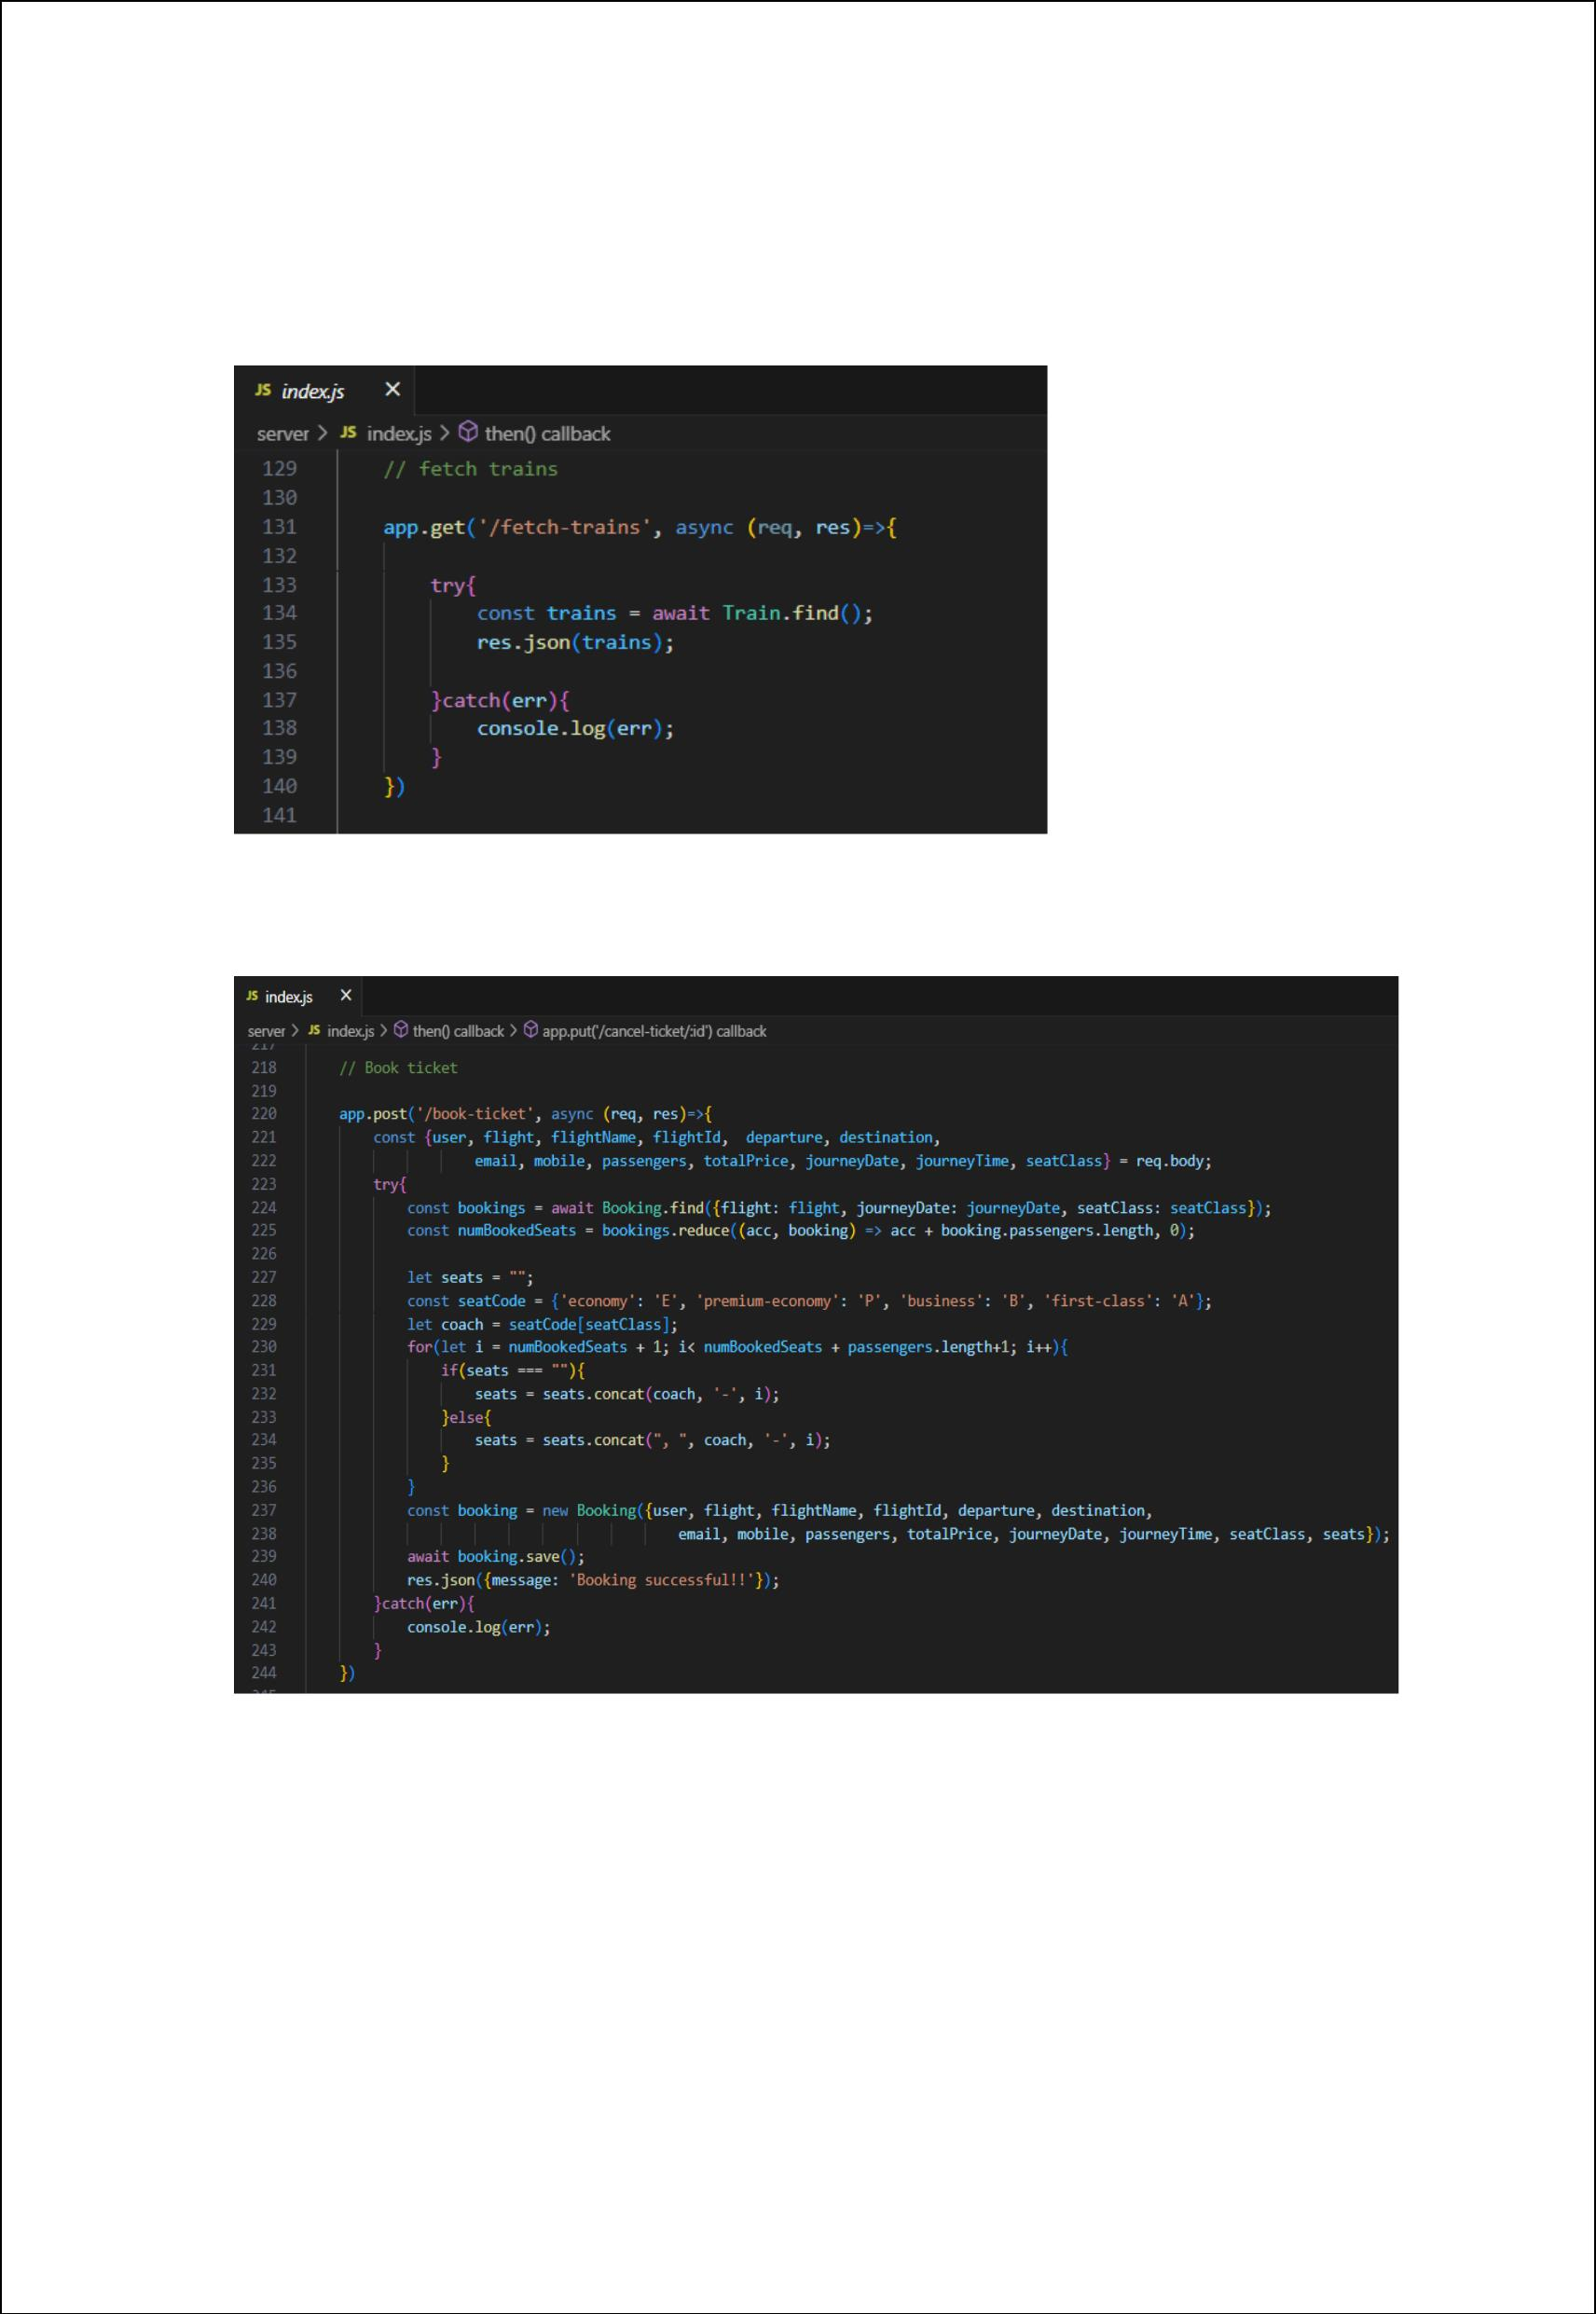 JS index.js ×
server > JS index.js > then() callback
129 // fetch trains
130
131 app.get('/fetch-trains', async (req, res)=>{
132
133 try{
134 const trains = await Train.find();
135 res.json(trains);
136
137 }catch(err){
138 console.log(err);
139 }
140 })
141
JS index.js ×
server > JS index.js > then() callback > app.put('/cancel-ticket/:id') callback
217
218 // Book ticket
219
220 app.post('/book-ticket', async (req, res)=>{
221 const {user, flight, flightName, flightId, departure, destination,
222 email, mobile, passengers, totalPrice, journeyDate, journeyTime, seatClass} = req.body;
223 try{
224 const bookings = await Booking.find({flight: flight, journeyDate: journeyDate, seatClass: seatClass});
225 const numBookedSeats = bookings.reduce((acc, booking) => acc + booking.passengers.length, 0);
226
227 let seats = "";
228 const seatCode = {'economy': 'E', 'premium-economy': 'P', 'business': 'B', 'first-class': 'A'};
229 let coach = seatCode[seatClass];
230 for(let i = numBookedSeats + 1; i< numBookedSeats + passengers.length+1; i++){
231 if(seats === ""){
232 seats = seats.concat(coach, '-', i);
233 }else{
234 seats = seats.concat(", ", coach, '-', i);
235 }
236 }
237 const booking = new Booking({user, flight, flightName, flightId, departure, destination,
238 email, mobile, passengers, totalPrice, journeyDate, journeyTime, seatClass, seats});
239 await booking.save();
240 res.json({message: 'Booking successful!!'});
241 }catch(err){
242 console.log(err);
243 }
244 })
245